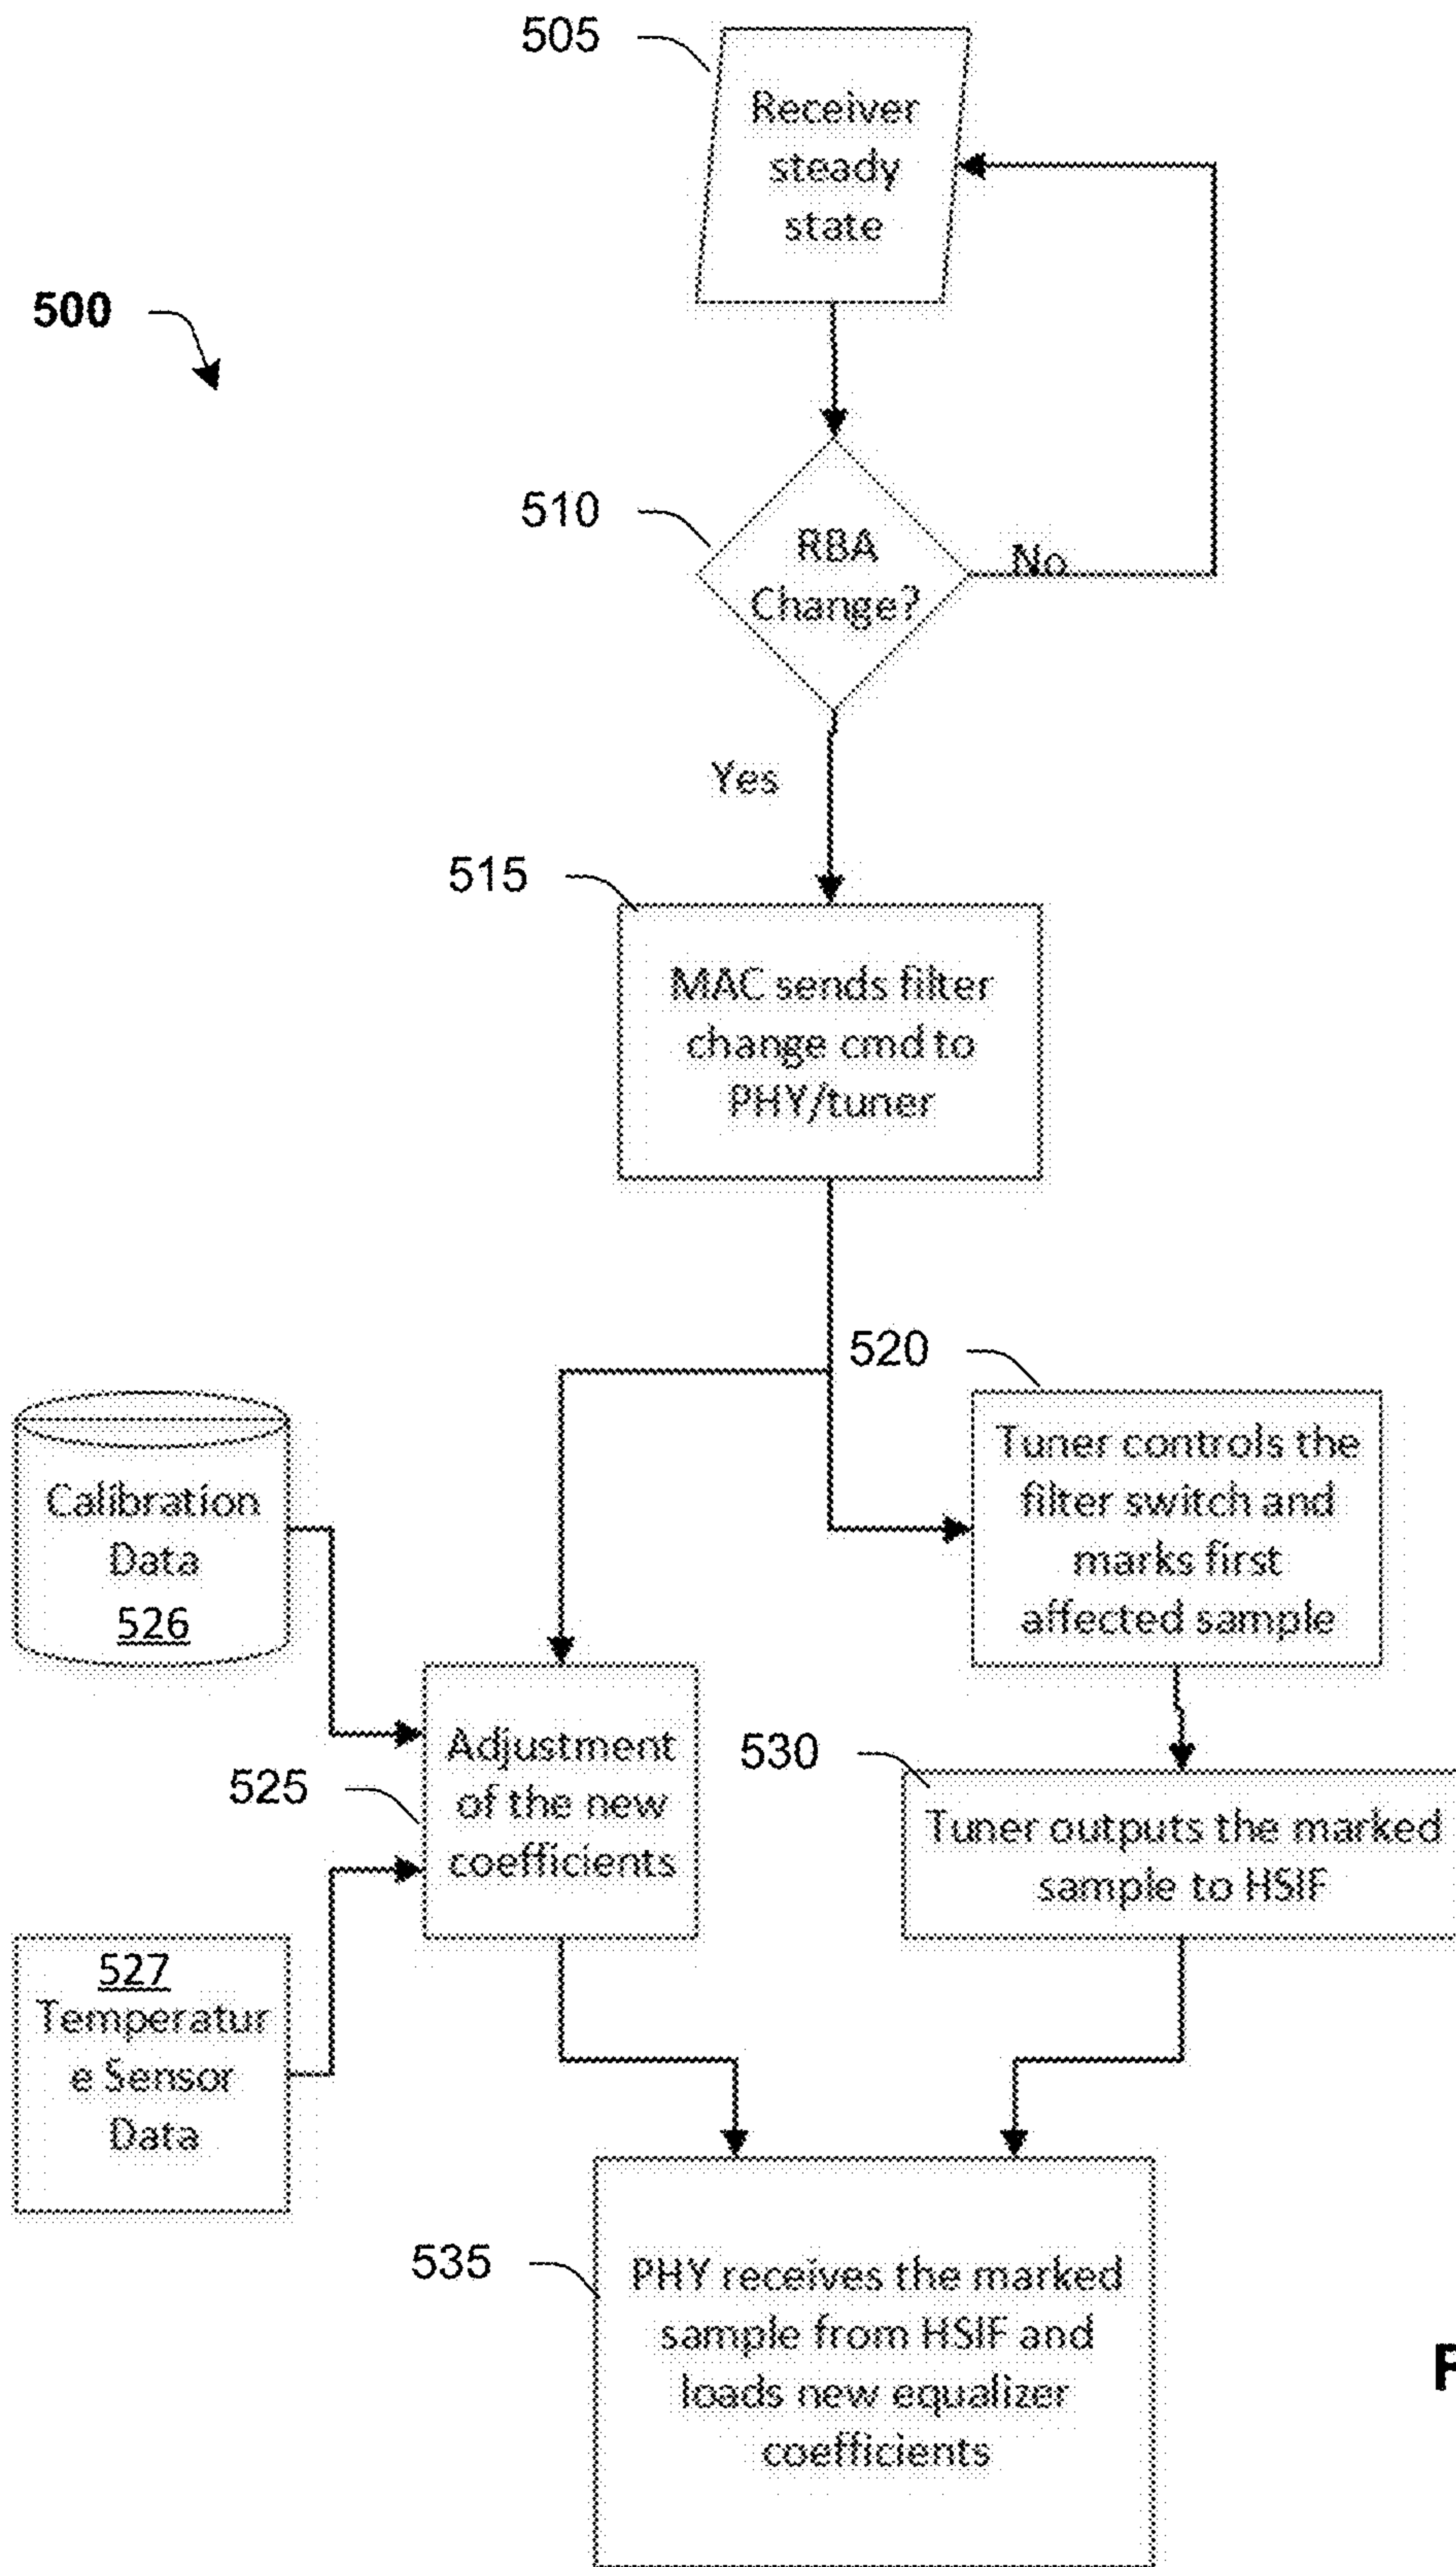 505
Receiver
steady
state
500
510
RBA
Change?
No
Yes
515
MAC sends filter
change cmd to
PHY/tuner
520
Tuner controls the
filter switch and
marks first
affected sample
Calibration
Data
526
525
Adjustment
of the new
coefficients
530
Tuner outputs the marked
sample to HSIF
527
Temperatur
e Sensor
Data
535
PHY receives the marked
sample from HSIF and
loads new equalizer
coefficients